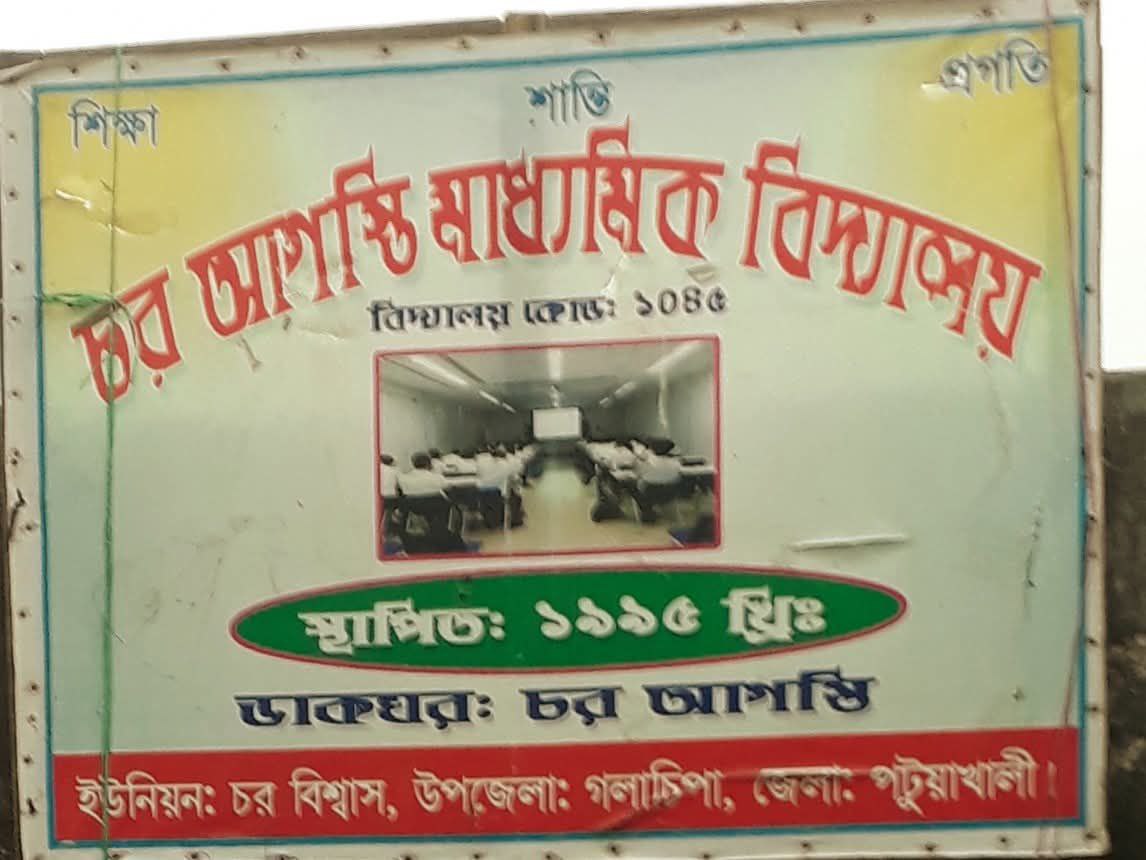 শিক্ষা শান্তি প্রগতি
চর আগস্তি মাধ্যমিক বিদ্যালয়
বিদ্যালয় কোড: ১০৪৫
স্থাপিত: ১৯৯৫ খ্রিঃ
ডাকঘর: চর আগস্তি
ইউনিয়ন: চর বিশ্বাস, উপজেলা: গলাচিপা, জেলা: পটুয়াখালী।